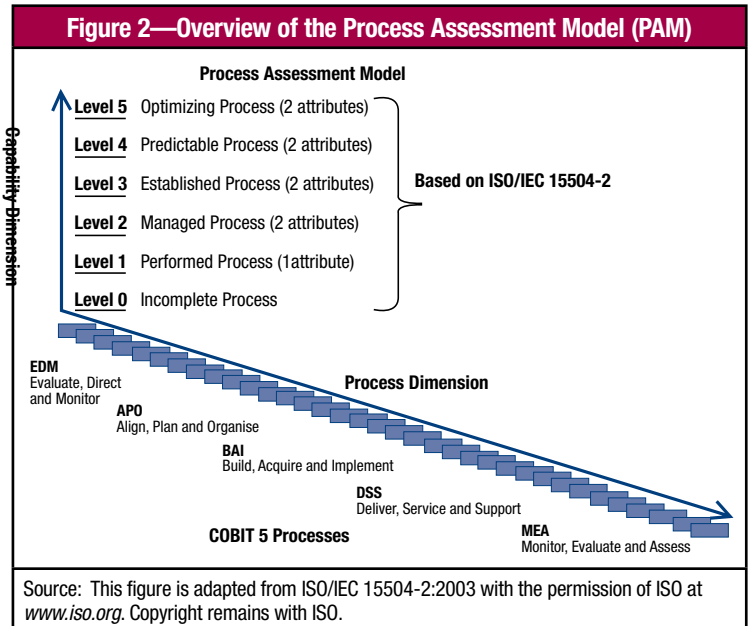 Figure 2—Overview of the Process Assessment Model (PAM)
Process Assessment Model
Capability Dimension
Level 5 Optimizing Process (2 attributes)
Level 4 Predictable Process (2 attributes)
Level 3 Established Process (2 attributes)
Based on ISO/IEC 15504-2
Level 2 Managed Process (2 attributes)
Level 1 Performed Process (1attribute)
Level 0 Incomplete Process
EDM
Evaluate, Direct
and Monitor
Process Dimension
APO
Align, Plan and Organise
BAI
Build, Acquire and Implement
DSS
Deliver, Service and Support
COBIT 5 Processes
MEA
Monitor, Evaluate and Assess
Source: This figure is adapted from ISO/IEC 15504-2:2003 with the permission of ISO at
www.iso.org. Copyright remains with ISO.